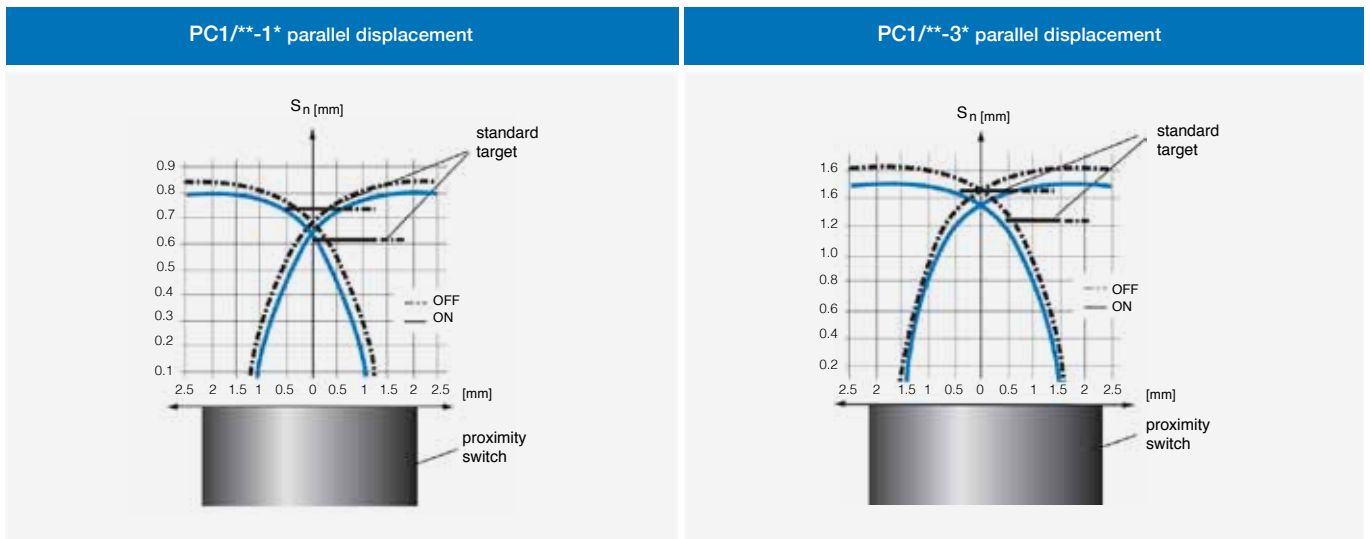 PC1/**-1* parallel displacement
S n [mm]
standard
target
0.9
0.8
0.7
0.6
0.5
0.4
0.3
0.2
0.1
OFF
ON
2.5 2 1.5 1 0.5 0 0.5 1 1.5 2 2.5
[mm]
proximity
switch
PC1/**-3* parallel displacement
S n [mm]
standard
target
1.6
1.6
1.2
1.0
0.8
0.6
0.4
0.2
OFF
ON
2.5 2 1.5 1 0.5 0 0.5 1 1.5 2 2.5
[mm]
proximity
switch